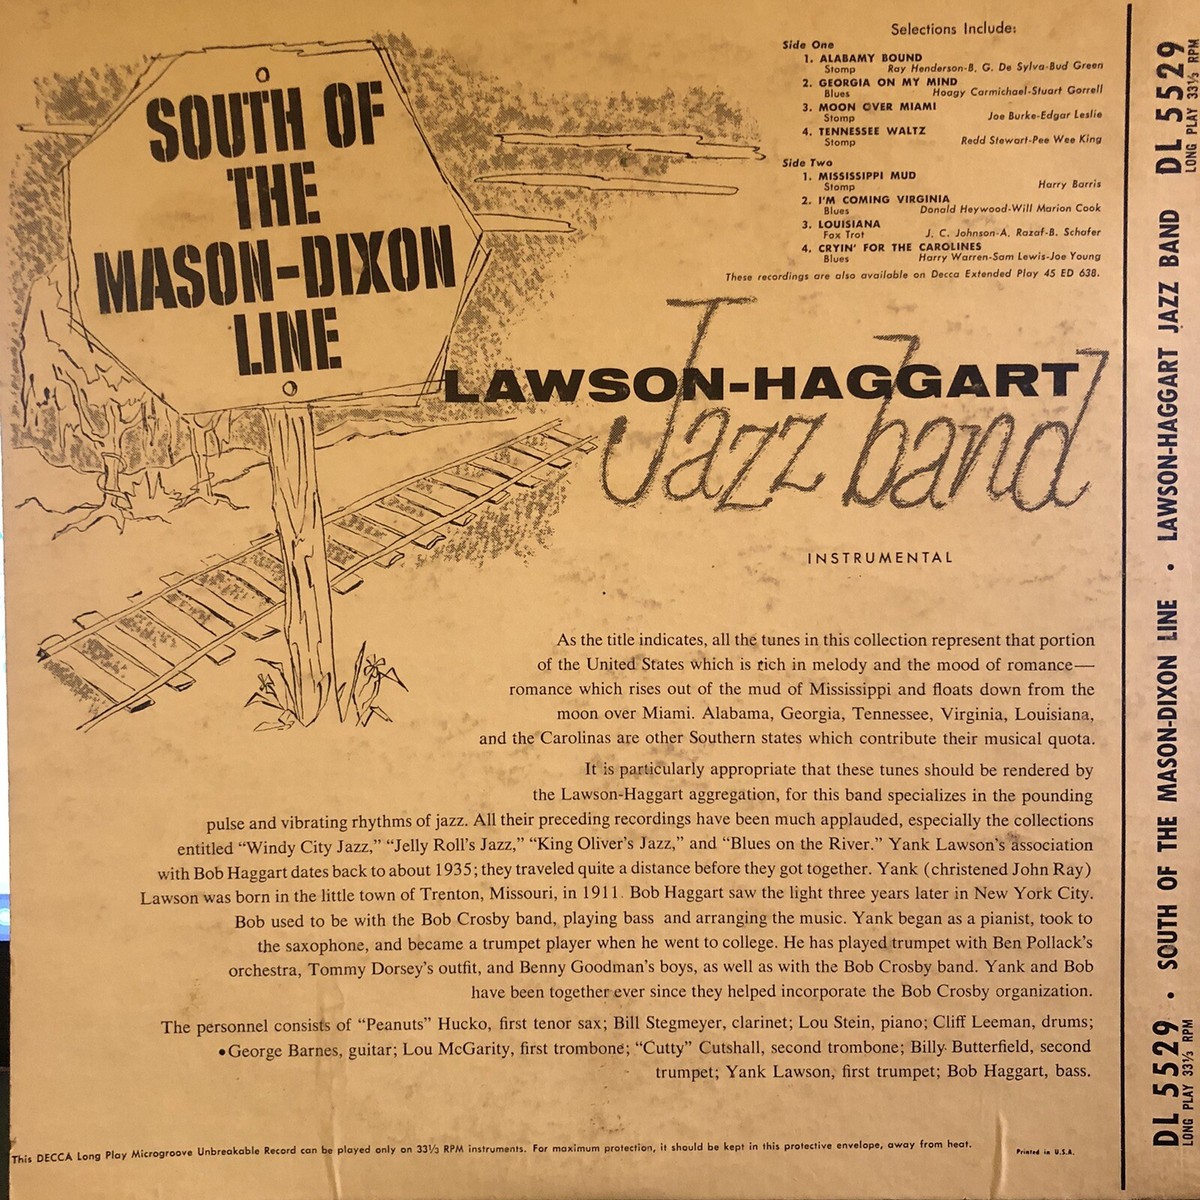 SOUTH OF
THE
MASON-DIXON
LINE
Selections Include:
Side One
1. ALABAMY BOUND
Stomp Ray Henderson-B. G. De Sylva-Bud Green
2. GEORGIA ON MY MIND
Blues Hoagy Carmichael-Stuart Gorrell
3. MOON OVER MIAMI
Stomp Joe Burke-Edgar Leslie
4. TENNESSEE WALTZ
Stomp Redd Stewart-Pee Wee King
Side Two
1. MISSISSIPPI MUD
Stomp Harry Barris
2. I'M COMING VIRGINIA
Blues Donald Heywood-Will Marion Cook
3. LOUISIANA
Fox Trot J. C. Johnson-A. Razaf-B. Schafer
4. CRYIN' FOR THE CAROLINES
Blues Harry Warren-Sam Lewis-Joe Young
These recordings are also available on Decca Extended Play 45 ED 638.
LAWSON-HAGGART
Jazz band
INSTRUMENTAL
As the title indicates, all the tunes in this collection represent that portion
of the United States which is rich in melody and the mood of romance—
romance which rises out of the mud of Mississippi and floats down from the
moon over Miami. Alabama, Georgia, Tennessee, Virginia, Louisiana,
and the Carolinas are other Southern states which contribute their musical quota.
It is particularly appropriate that these tunes should be rendered by
the Lawson-Haggart aggregation, for this band specializes in the pounding
pulse and vibrating rhythms of jazz. All their preceding recordings have been much applauded, especially the collections
entitled “Windy City Jazz,” “Jelly Roll’s Jazz,” “King Oliver’s Jazz,” and “Blues on the River.” Yank Lawson’s association
with Bob Haggart dates back to about 1935; they traveled quite a distance before they got together. Yank (christened John Ray)
Lawson was born in the little town of Trenton, Missouri, in 1911. Bob Haggart saw the light three years later in New York City.
Bob used to be with the Bob Crosby band, playing bass and arranging the music. Yank began as a pianist, took to
the saxophone, and became a trumpet player when he went to college. He has played trumpet with Ben Pollack’s
orchestra, Tommy Dorsey’s outfit, and Benny Goodman’s boys, as well as with the Bob Crosby band. Yank and Bob
have been together ever since they helped incorporate the Bob Crosby organization.
The personnel consists of “Peanuts” Hucko, first tenor sax; Bill Stegmeyer, clarinet; Lou Stein, piano; Cliff Leeman, drums;
George Barnes, guitar; Lou McGarity, first trombone; “Cutty” Cutshall, second trombone; Billy Butterfield, second
trumpet; Yank Lawson, first trumpet; Bob Haggart, bass.
This DECCA Long Play Microgroove Unbreakable Record can be played only on 33⅓ RPM instruments. For maximum protection, it should be kept in this protective envelope, away from heat.
Printed in U.S.A.
DL 5529 • SOUTH OF THE MASON-DIXON LINE • LAWSON-HAGGART JAZZ BAND DL 5529
LONG PLAY 33⅓ RPM
LONG PLAY 33⅓ RPM